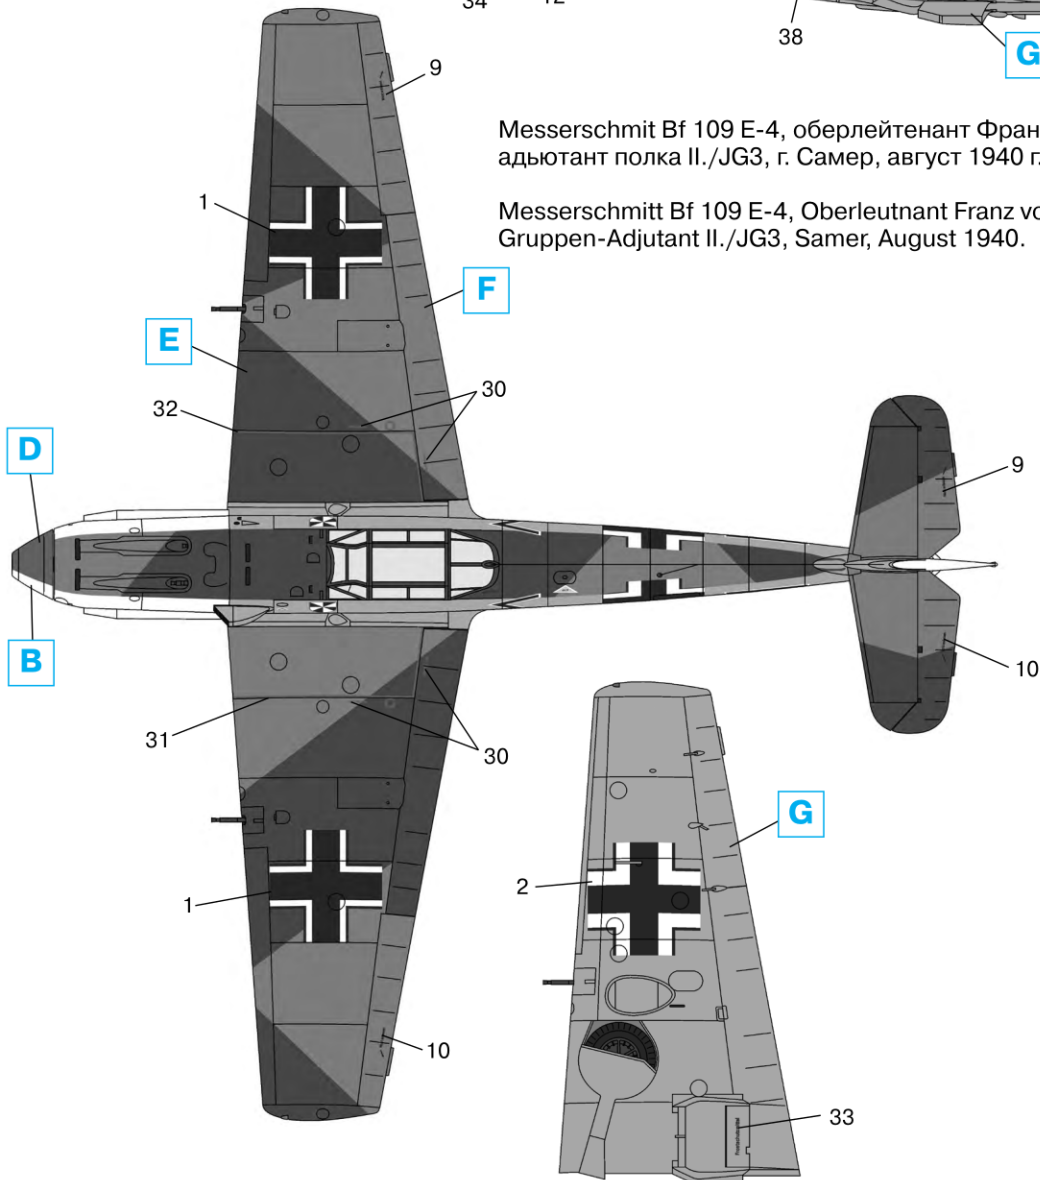 34
12
38
G
9
Messerschmit Bf 109 E-4, оберлейтенант Фран
адьютант полка II./JG3, г. Самер, август 1940 г.
1
Messerschmitt Bf 109 E-4, Oberleutnant Franz vo
Gruppen-Adjutant II./JG3, Samer, August 1940.
F
E
30
32
D
9
B
10
31
30
G
2
1
10
33